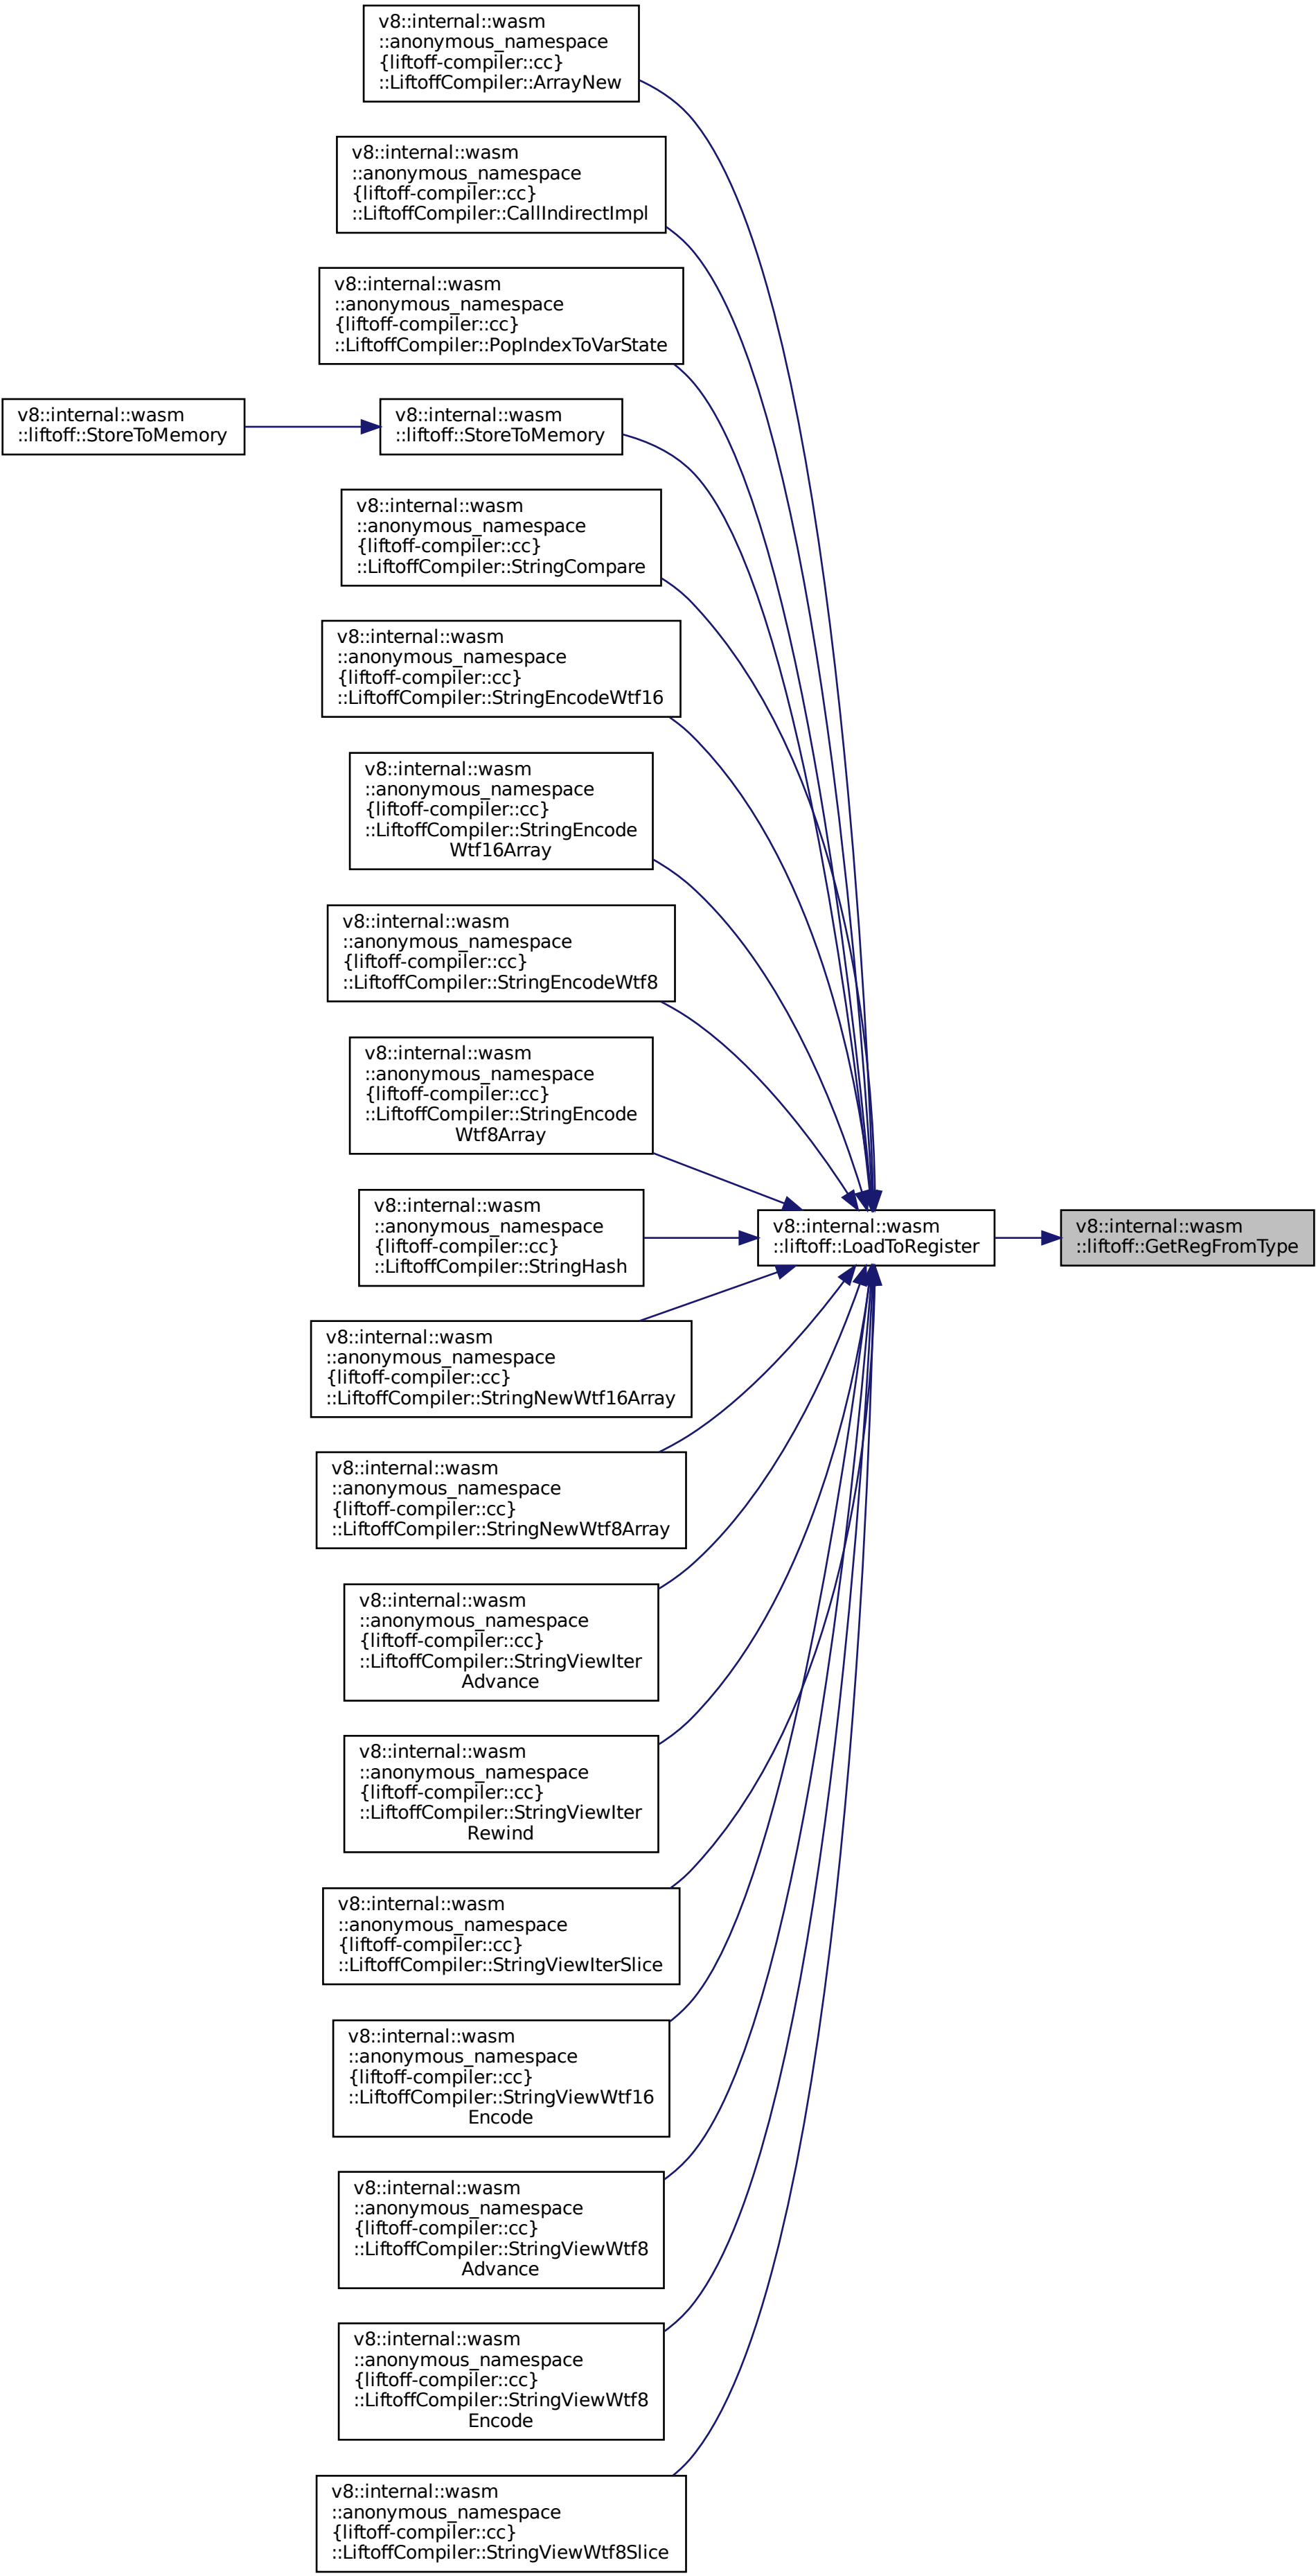 v8::internal::wasm
::anonymous_namespace
{liftoff-compiler::cc}
::LiftoffCompiler::ArrayNew
v8::internal::wasm
::anonymous_namespace
{liftoff-compiler::cc}
::LiftoffCompiler::CallIndirectImpl
v8::internal::wasm
::anonymous_namespace
{liftoff-compiler::cc}
::LiftoffCompiler::PopIndexToVarState
v8::internal::wasm
::liftoff::StoreToMemory
v8::internal::wasm
::liftoff::StoreToMemory
v8::internal::wasm
::anonymous_namespace
{liftoff-compiler::cc}
::LiftoffCompiler::StringCompare
v8::internal::wasm
::anonymous_namespace
{liftoff-compiler::cc}
::LiftoffCompiler::StringEncodeWtf16
v8::internal::wasm
::anonymous_namespace
{liftoff-compiler::cc}
::LiftoffCompiler::StringEncode
Wtf16Array
v8::internal::wasm
::anonymous_namespace
{liftoff-compiler::cc}
::LiftoffCompiler::StringEncodeWtf8
v8::internal::wasm
::anonymous_namespace
{liftoff-compiler::cc}
::LiftoffCompiler::StringEncode
Wtf8Array
v8::internal::wasm
::anonymous_namespace
{liftoff-compiler::cc}
::LiftoffCompiler::StringHash
v8::internal::wasm
::liftoff::LoadToRegister
v8::internal::wasm
::liftoff::GetRegFromType
v8::internal::wasm
::anonymous_namespace
{liftoff-compiler::cc}
::LiftoffCompiler::StringNewWtf16Array
v8::internal::wasm
::anonymous_namespace
{liftoff-compiler::cc}
::LiftoffCompiler::StringNewWtf8Array
v8::internal::wasm
::anonymous_namespace
{liftoff-compiler::cc}
::LiftoffCompiler::StringViewIter
Advance
v8::internal::wasm
::anonymous_namespace
{liftoff-compiler::cc}
::LiftoffCompiler::StringViewIter
Rewind
v8::internal::wasm
::anonymous_namespace
{liftoff-compiler::cc}
::LiftoffCompiler::StringViewIterSlice
v8::internal::wasm
::anonymous_namespace
{liftoff-compiler::cc}
::LiftoffCompiler::StringViewWtf16
Encode
v8::internal::wasm
::anonymous_namespace
{liftoff-compiler::cc}
::LiftoffCompiler::StringViewWtf8
Advance
v8::internal::wasm
::anonymous_namespace
{liftoff-compiler::cc}
::LiftoffCompiler::StringViewWtf8
Encode
v8::internal::wasm
::anonymous_namespace
{liftoff-compiler::cc}
::LiftoffCompiler::StringViewWtf8Slice